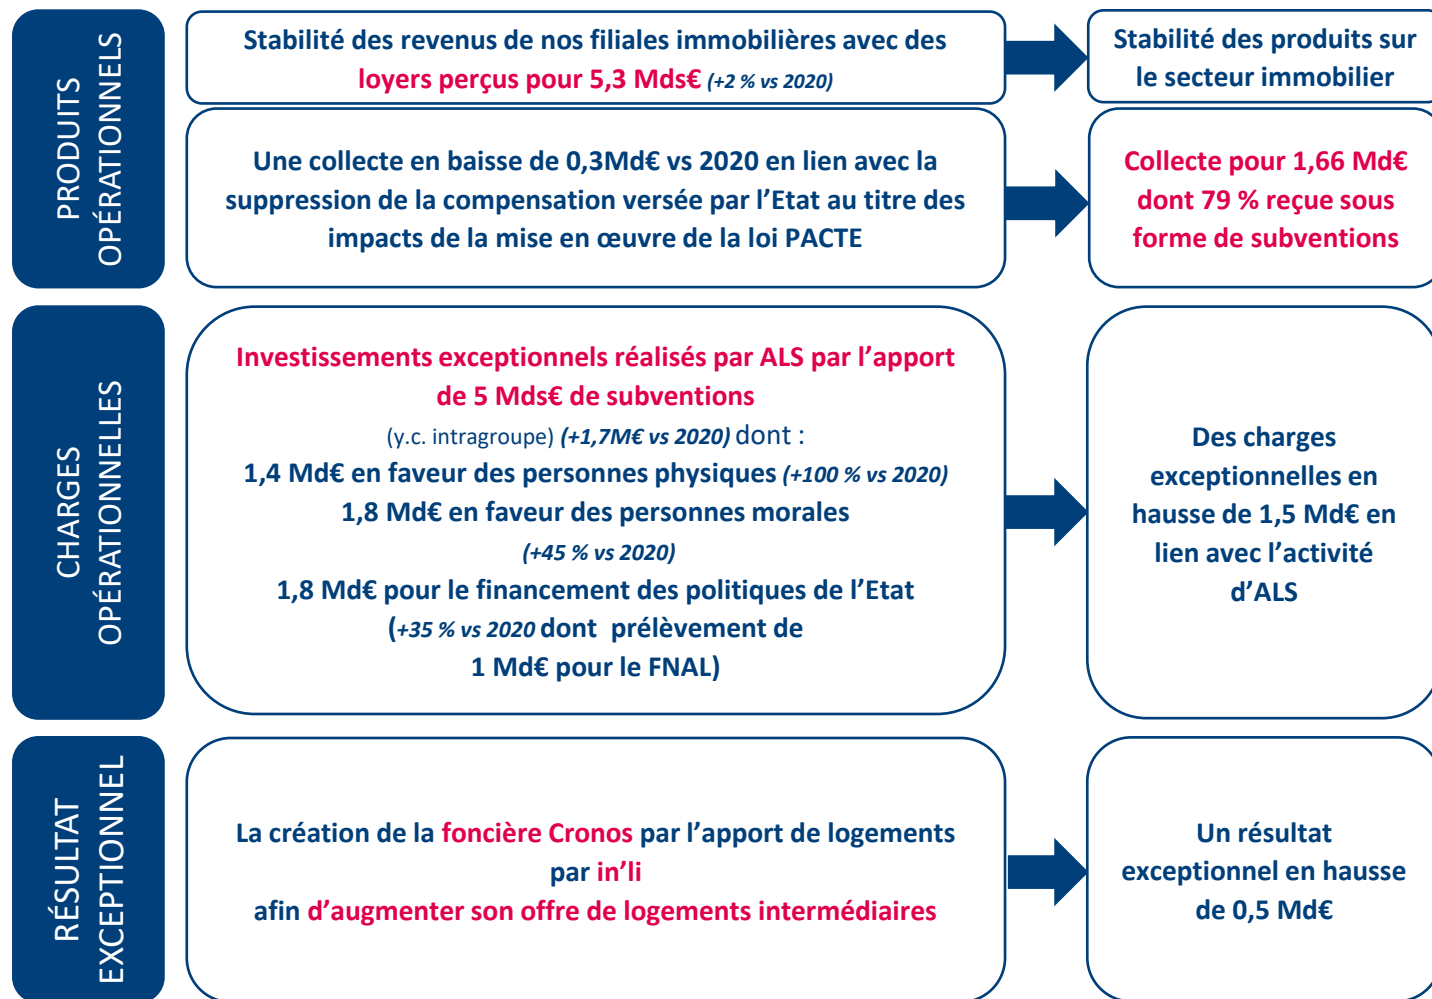 PRODUITS
OPÉRATIONNELS
Stabilité des revenus de nos filiales immobilières avec des
loyers perçus pour 5,3 Mds€ (+2 % vs 2020)
Stabilité des produits sur
le secteur immobilier
Une collecte en baisse de 0,3Md€ vs 2020 en lien avec la
suppression de la compensation versée par l’Etat au titre des
impacts de la mise en œuvre de la loi PACTE
Collecte pour 1,66 Md€
dont 79 % reçue sous
forme de subventions
CHARGES
OPÉRATIONNELLES
Investissements exceptionnels réalisés par ALS par l’apport
de 5 Mds€ de subventions
(y.c. intragroupe) (+1,7M€ vs 2020) dont :
1,4 Md€ en faveur des personnes physiques (+100 % vs 2020)
1,8 Md€ en faveur des personnes morales
(+45 % vs 2020)
1,8 Md€ pour le financement des politiques de l’Etat
(+35 % vs 2020 dont prélèvement de
1 Md€ pour le FNAL)
Des charges
exceptionnelles en
hausse de 1,5 Md€ en
lien avec l’activité
d’ALS
RÉSULTAT
EXCEPTIONNEL
La création de la foncière Cronos par l’apport de logements
par in’li
afin d’augmenter son offre de logements intermédiaires
Un résultat
exceptionnel en hausse
de 0,5 Md€